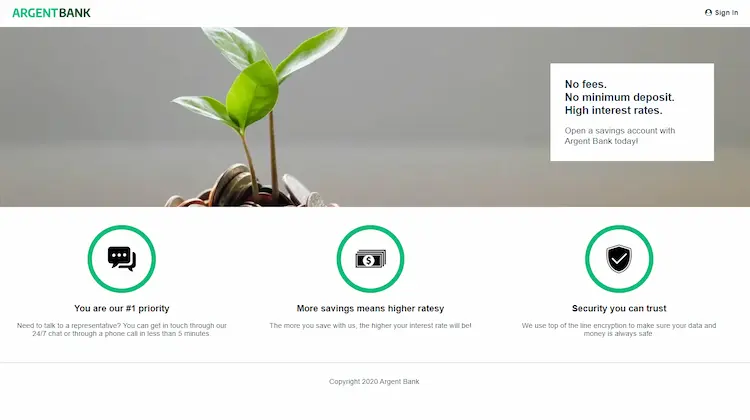 ARGENTBANK
Sign In
No fees.
No minimum deposit.
High interest rates.
Open a savings account with
Argent Bank today!
You are our #1 priority
Need to talk to a representative? You can get in touch through our
24/7 chat or through a phone call in less than 5 minutes.
More savings means higher ratesy
The more you save with us, the higher your interest rate will be!
Security you can trust
We use top of the line encryption to make sure your data and
money is always safe.
Copyright 2020 Argent Bank